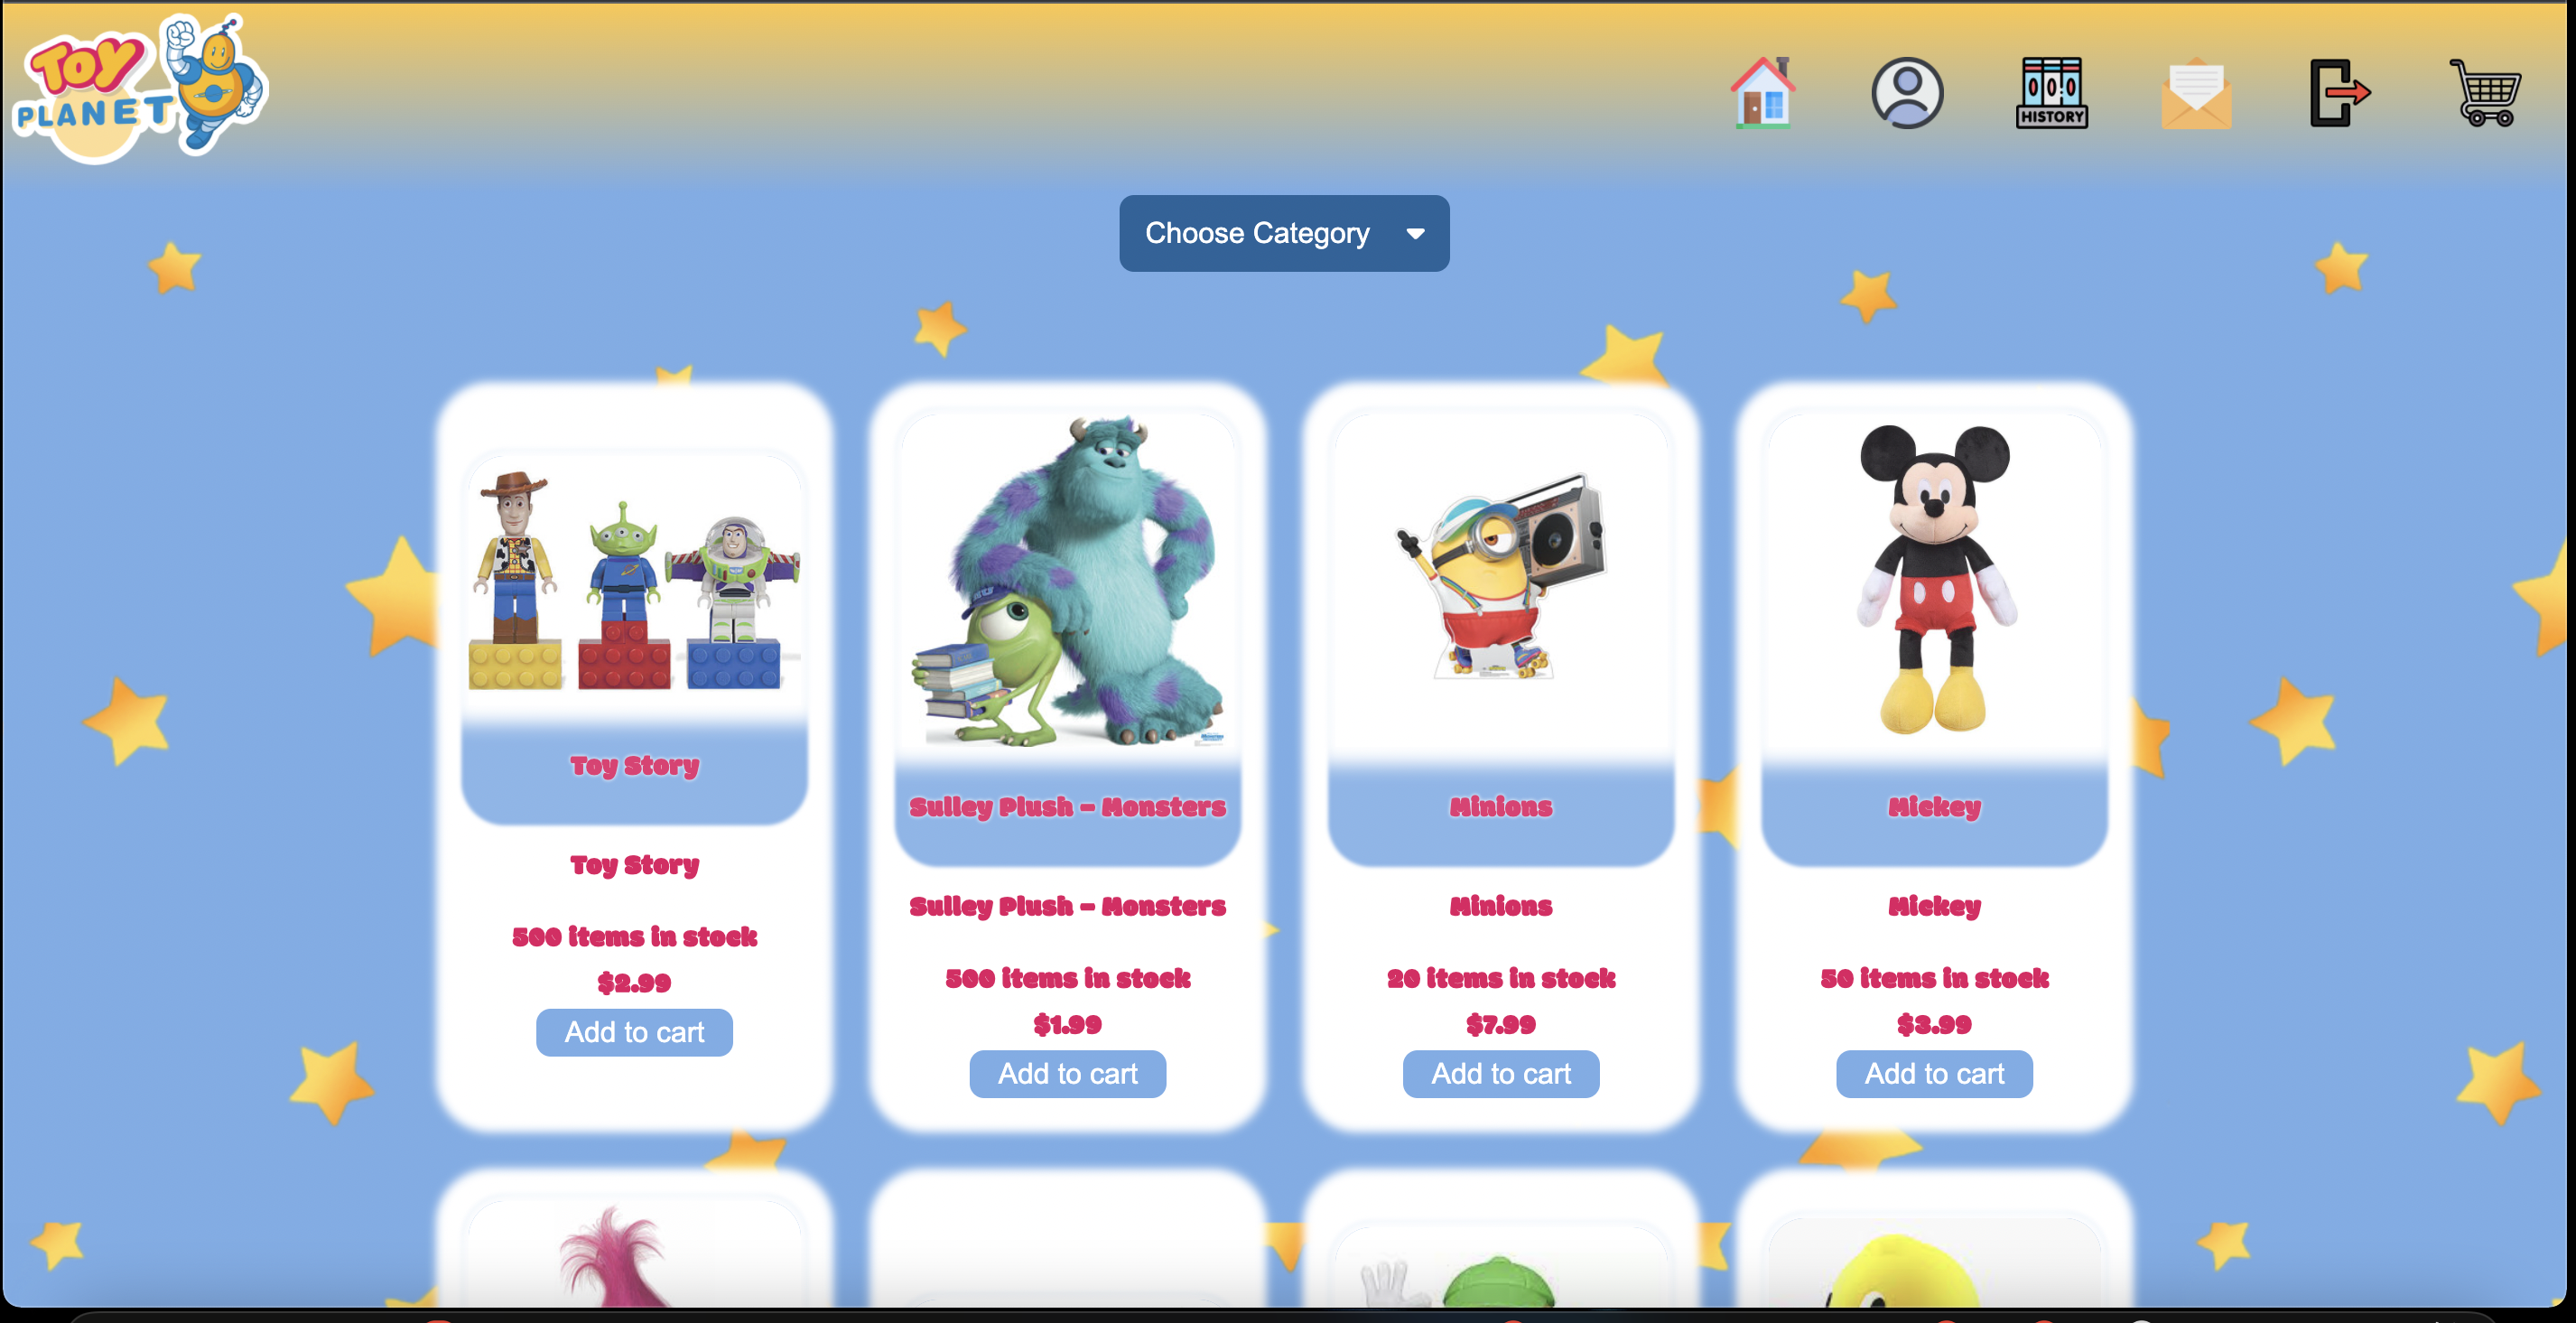 TOY
PLANET
HISTORY
Choose Category
Toy Story
Sulley Plush - Monsters
Minions
Mickey
Toy Story
Sulley Plush - Monsters
Minions
Mickey
500 items in stock
500 items in stock
20 items in stock
50 items in stock
$2.99
$1.99
$7.99
$3.99
Add to cart
Add to cart
Add to cart
Add to cart